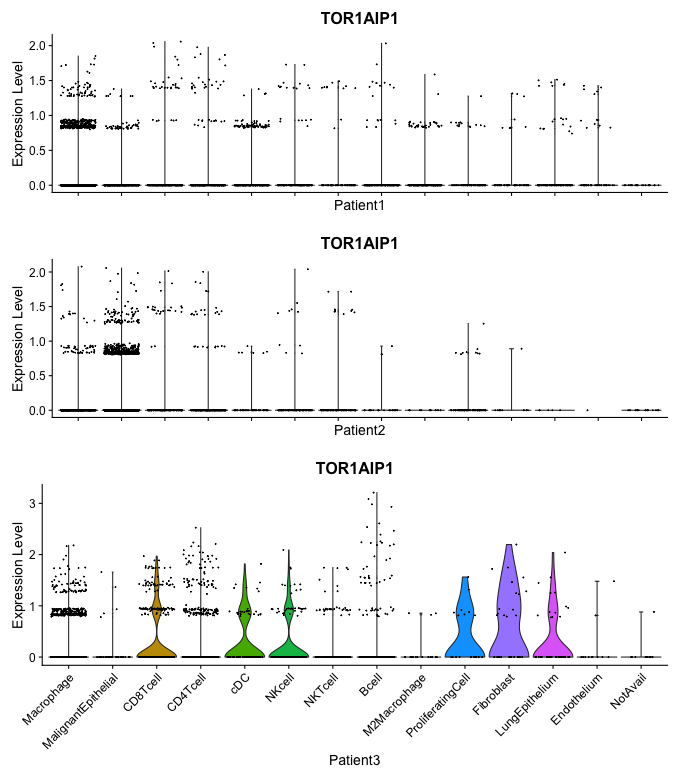 TOR1AIP1
Expression Level
2.0
1.5
1.0
0.5
0.0
Patient1
TOR1AIP1
Expression Level
2.0
1.5
1.0
0.5
0.0
Patient2
TOR1AIP1
Expression Level
3
2
1
0
Macrophage
MalignantEpithelial
CD8Tcell
CD4Tcell
cDC
NKcell
NKTcell
Bcell
M2Macrophage
ProliferatingCell
Fibroblast
LungEpithelium
Endothelium
NotAvail
Patient3